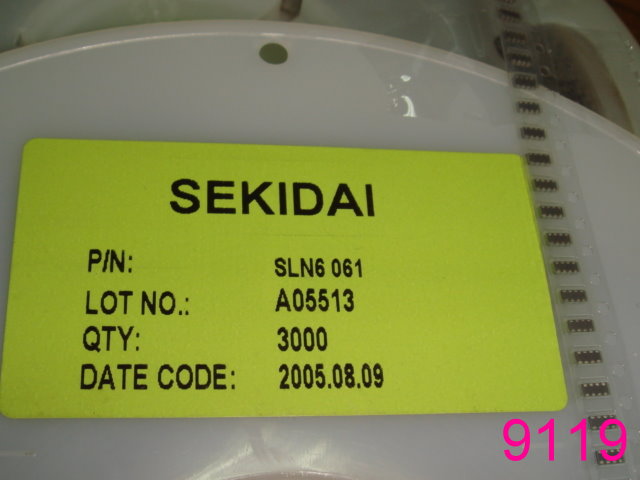 SEKIDAI
P/N: SLN6 061
LOT NO.: A05513
QTY: 3000
DATE CODE: 2005.08.09
9119